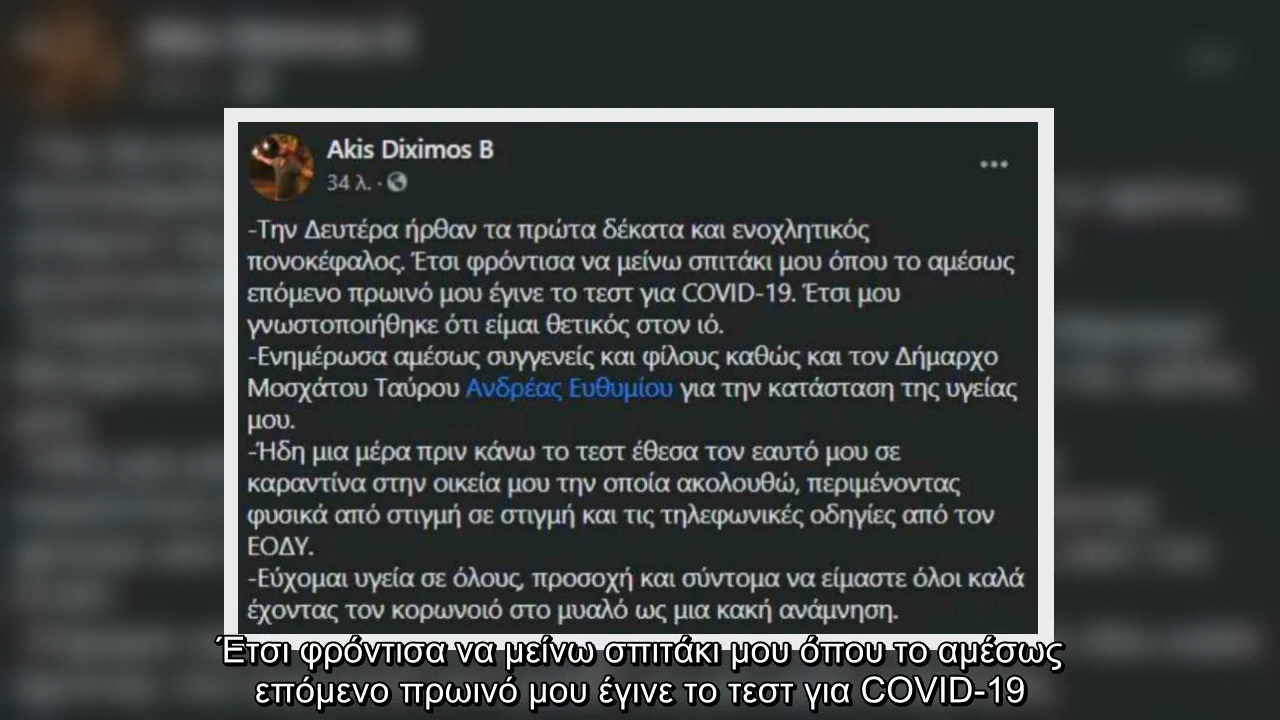 Akis Diximos B
34 λ. ·
-Την Δευτέρα ήρθαν τα πρώτα δέκατα και ενοχλητικός
πονοκέφαλος. Έτσι φρόντισα να μείνω σπιτάκι μου όπου το αμέσως
επόμενο πρωινό μου έγινε το τεστ για COVID-19. Έτσι μου
γνωστοποιήθηκε ότι είμαι θετικός στον ιό.
-Ενημέρωσα αμέσως συγγενείς και φίλους καθώς και τον Δήμαρχο
Μοσχάτου Ταύρου Ανδρέας Ευθυμίου για την κατάσταση της υγείας
μου.
-Ήδη μια μέρα πριν κάνω το τεστ έθεσα τον εαυτό μου σε
καραντίνα στην οικεία μου την οποία ακολουθώ, περιμένοντας
φυσικά από στιγμή σε στιγμή και τις τηλεφωνικές οδηγίες από τον
ΕΟΔΥ.
-Εύχομαι υγεία σε όλους, προσοχή και σύντομα να είμαστε όλοι καλά
έχοντας τον κορωνοιό στο μυαλό ως μια κακή ανάμνηση.
Έτσι φρόντισα να μείνω σπιτάκι μου όπου το αμέσως
επόμενο πρωινό μου έγινε το τεστ για COVID-19